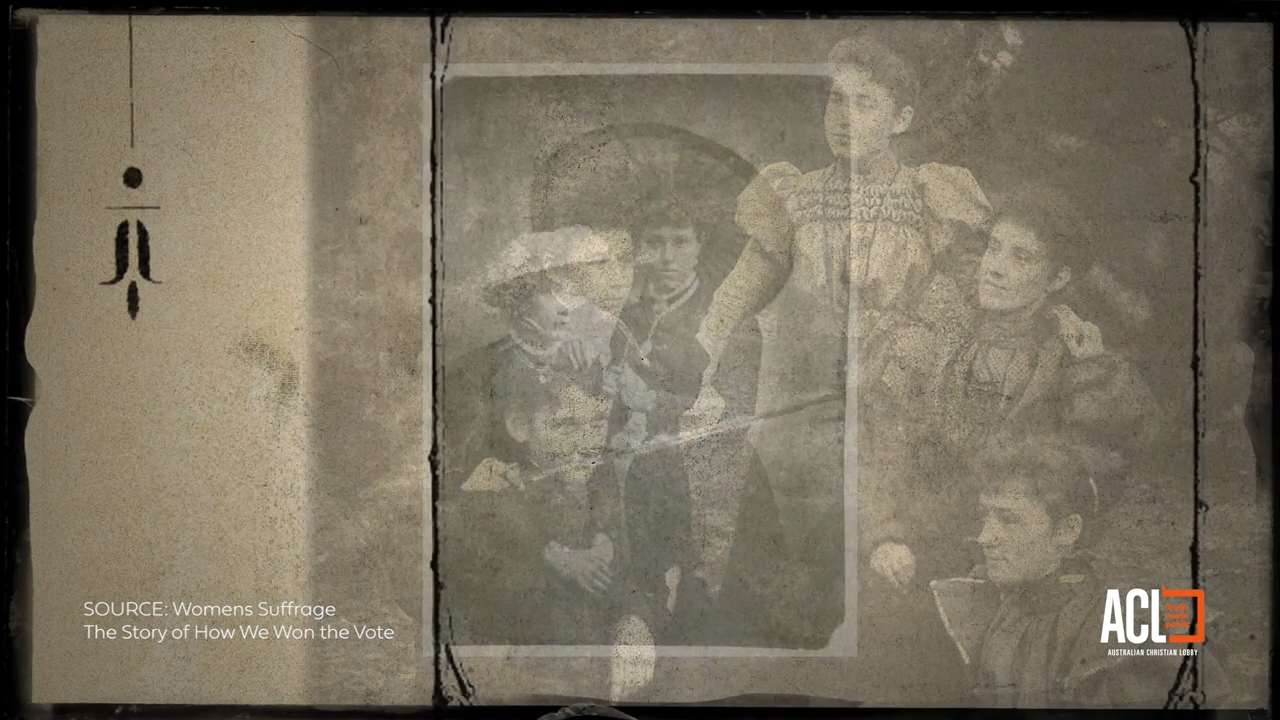 SOURCE: Womens Suffrage
The Story of How We Won the Vote
ACL
AUSTRALIAN CHRISTIAN LOBBY